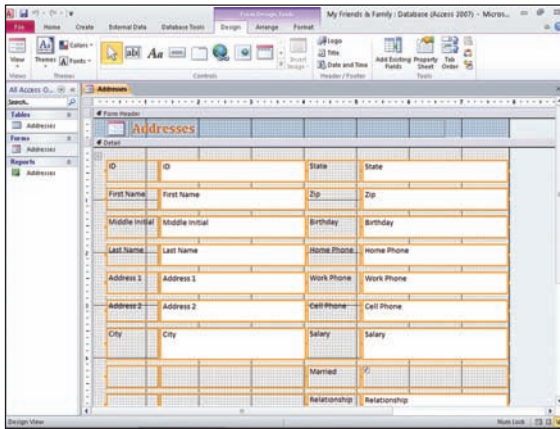 Form Design Tools
My Friends & Family : Database (Access 2007) - Micros...
File Home Create External Data Database Tools Design Arrange Format
View
Themes
Colors
Fonts
Aa
Insert Image
Logo
Title
Date and Time
Add Existing Fields
Property Sheet
Tab Order
Views Themes Controls Header / Footer Tools
All Access O...
Addresses
Search...
Tables
Addresses
Forms
Addresses
Reports
Addresses
Form Header
Addresses
Detail
ID ID State State
First Name First Name Zip Zip
Middle Initial Middle Initial Birthday Birthday
Last Name Last Name Home Phone Home Phone
Address 1 Address 1 Work Phone Work Phone
Address 2 Address 2 Cell Phone Cell Phone
City City Salary Salary
Married
Relationship Relationship
Design View
Num Lock